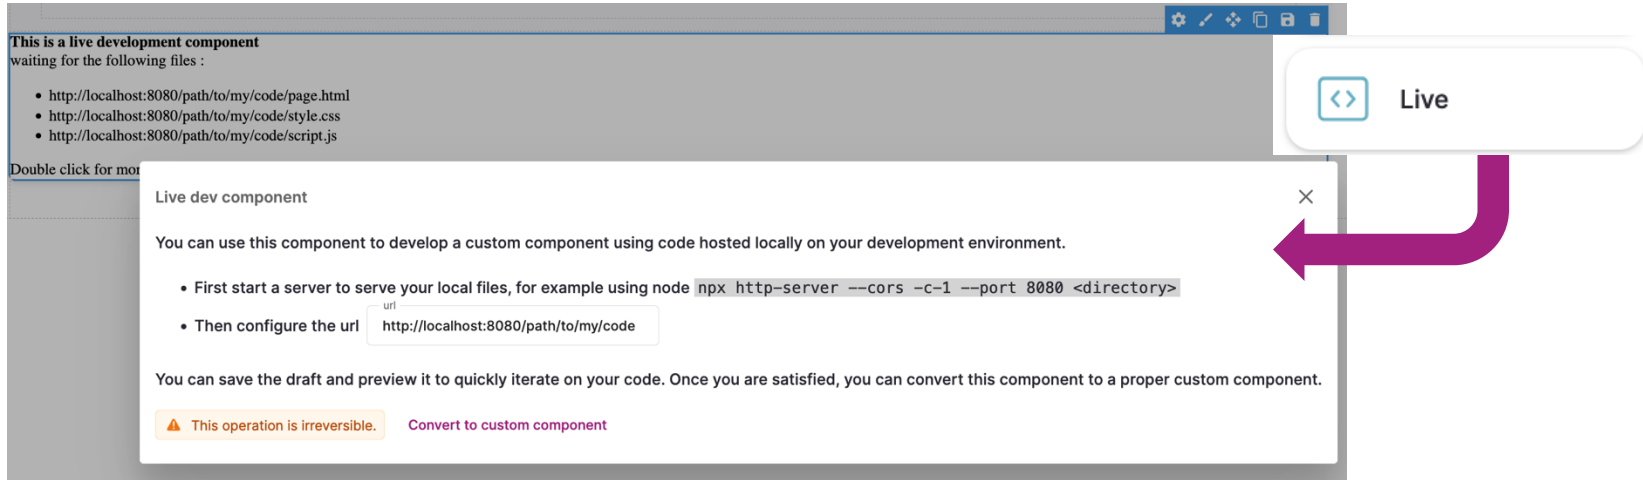 This is a live development component
waiting for the following files :
http://localhost:8080/path/to/my/code/page.html
http://localhost:8080/path/to/my/code/style.css
http://localhost:8080/path/to/my/code/script.js
Double click for mor
Live
Live dev component
You can use this component to develop a custom component using code hosted locally on your development environment.
First start a server to serve your local files, for example using node npx http-server --cors -c-1 --port 8080 <directory>
url
Then configure the url http://localhost:8080/path/to/my/code
You can save the draft and preview it to quickly iterate on your code. Once you are satisfied, you can convert this component to a proper custom component.
This operation is irreversible. Convert to custom component